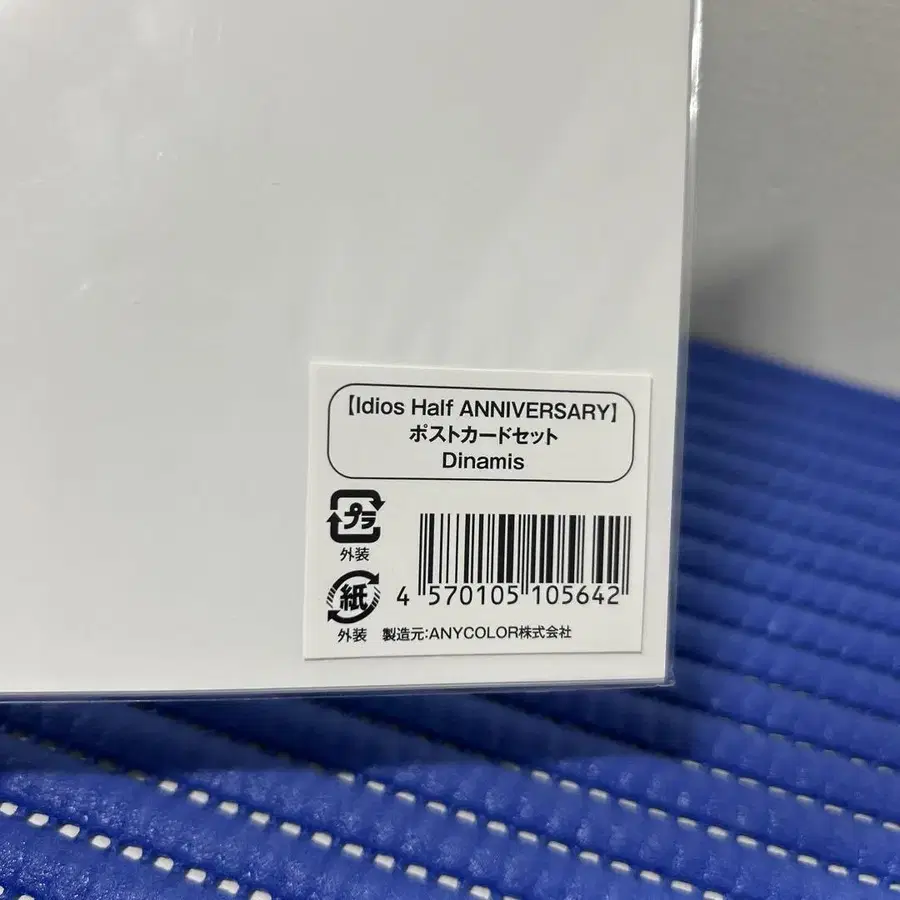 【Idios Half ANNIVERSARY】
ポストカードセット
Dinamis
プラ
外装
紙
外装
4 570105 105642
製造元:ANYCOLOR株式会社